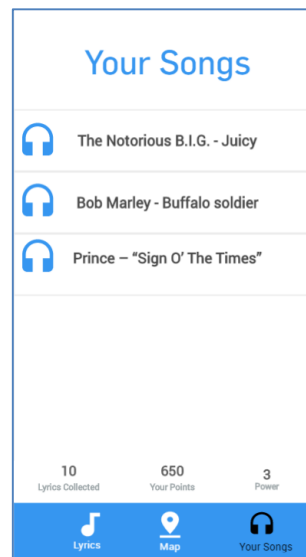 Your Songs
The Notorious B.I.G. - Juicy
Bob Marley - Buffalo soldier
Prince – “Sign O’ The Times”
10 650 3
Lyrics Collected Your Points Power
Lyrics Map Your Songs